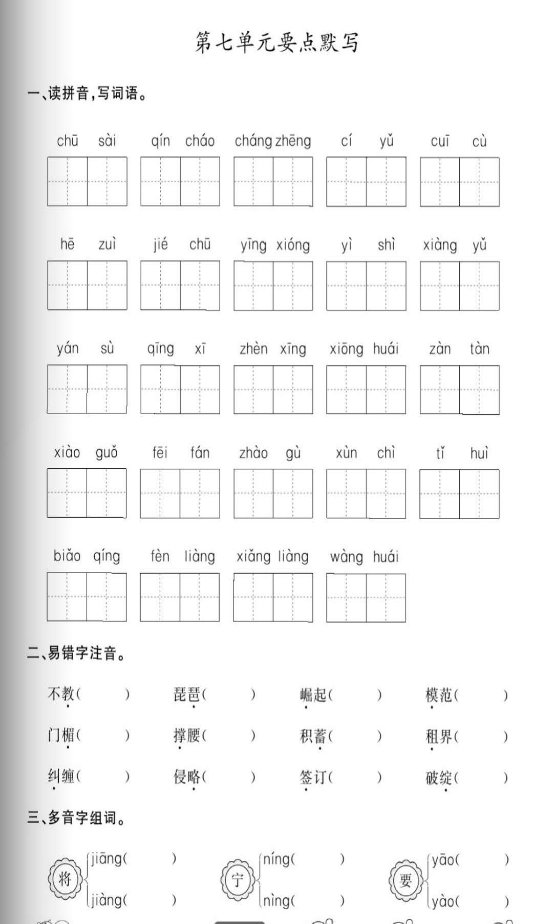 第七单元要点默写
一、读拼音,写词语。
chū sài qín cháo cháng zhēng cí yǔ cuī cù
hē zuì jié chū yīng xióng yì shì xiàng yǔ
yán sù qīng xī zhèn xīng xiōng huái zàn tàn
xiào guǒ fēi fán zhào gù xùn chì tǐ huì
biǎo qíng fèn liàng xiǎng liàng wàng huái
二、易错字注音。
不教( ) 琵琶( ) 崛起( ) 模范( )
门楣( ) 撑腰( ) 积蓄( ) 租界( )
纠缠( ) 侵略( ) 签订( ) 破绽( )
三、多音字组词。
将 jiāng( ) jiàng( ) 宁 níng( ) nìng( ) 要 yāo( ) yào( )